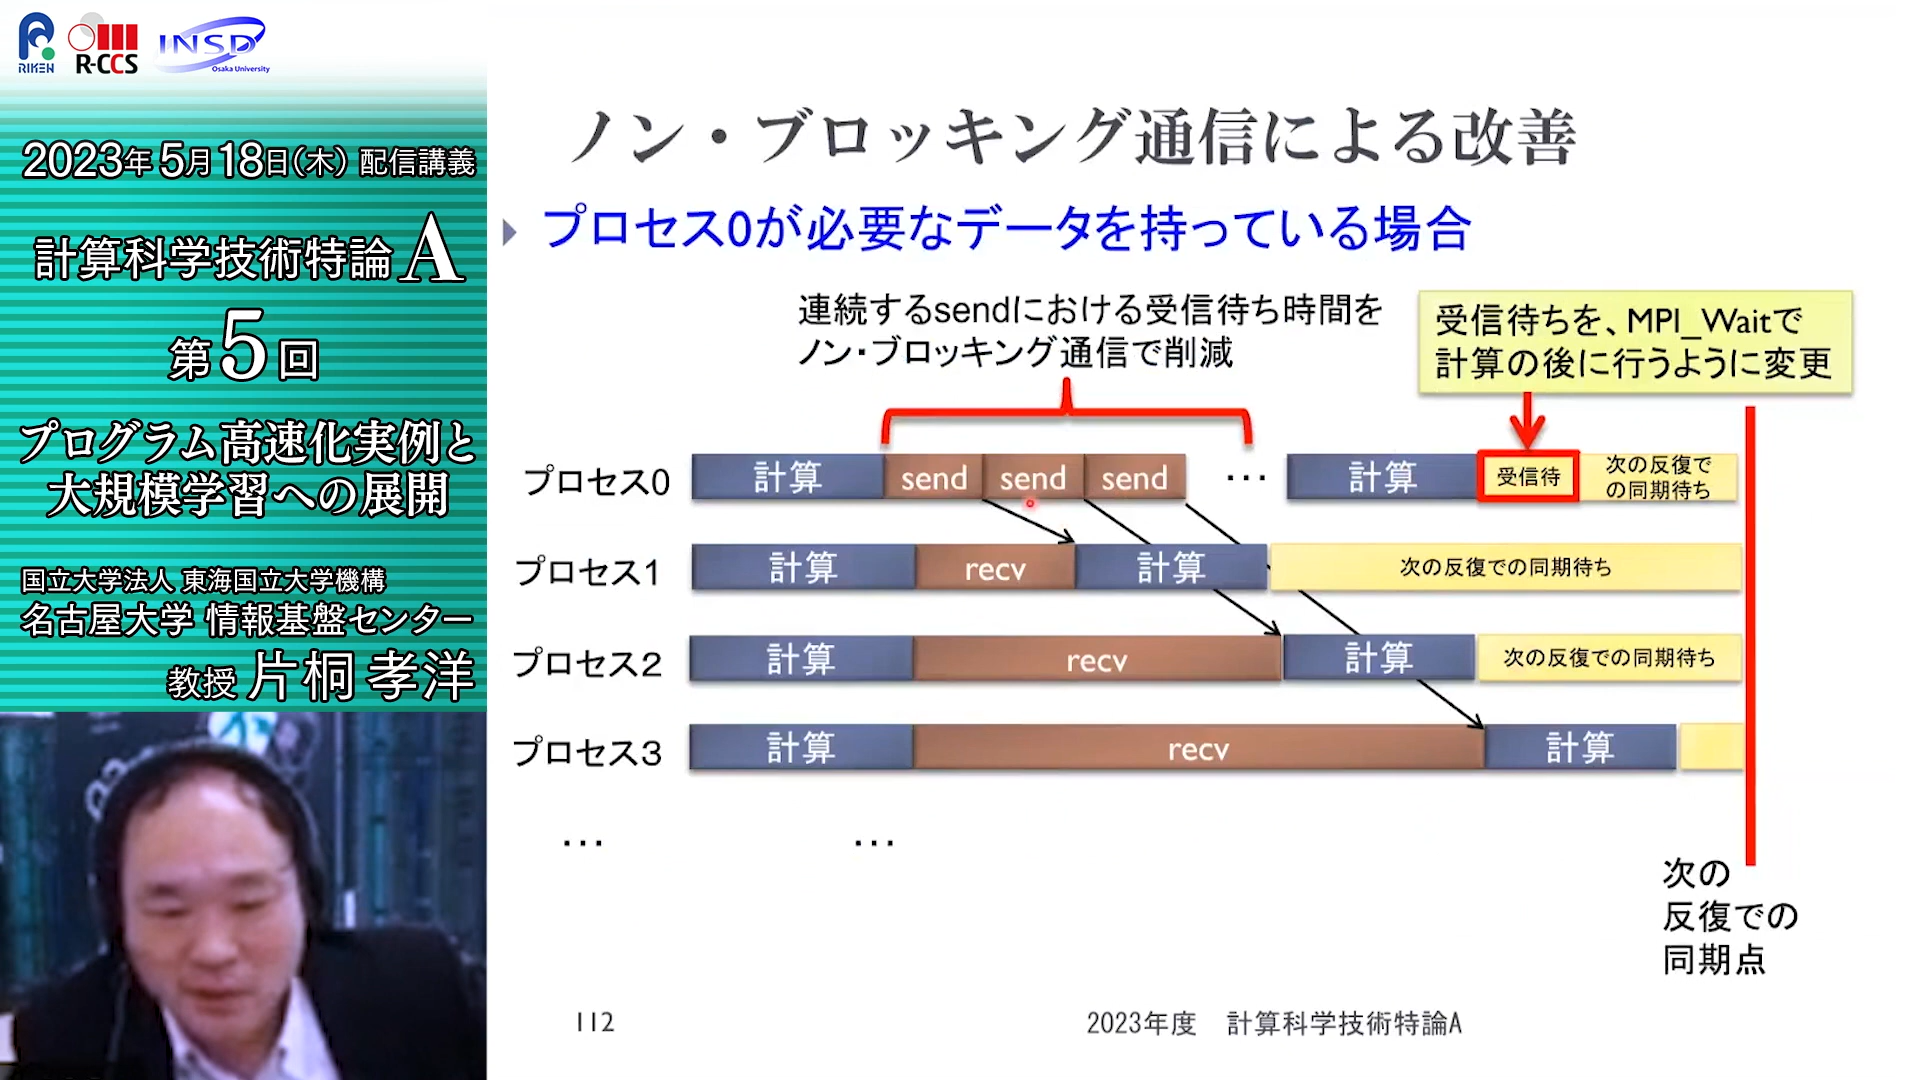 RIKEN
R-CCS
INSD
Osaka University
2023年5月18日(木) 配信講義
計算科学技術特論A
第5回
プログラム高速化実例と
大規模学習への展開
国立大学法人 東海国立大学機構
名古屋大学 情報基盤センター
教授 片桐 孝洋
ノン・ブロッキング通信による改善
プロセス0が必要なデータを持っている場合
連続するsendにおける受信待ち時間を
ノン・ブロッキング通信で削減
受信待ちを、MPI_Waitで
計算の後に行うように変更
プロセス0 計算 send send send … 計算 受信待 次の反復で
の同期待ち
プロセス1 計算 recv 計算 次の反復での同期待ち
プロセス2 計算 recv 計算 次の反復での同期待ち
プロセス3 計算 recv 計算
… …
次の
反復での
同期点
112
2023年度 計算科学技術特論A